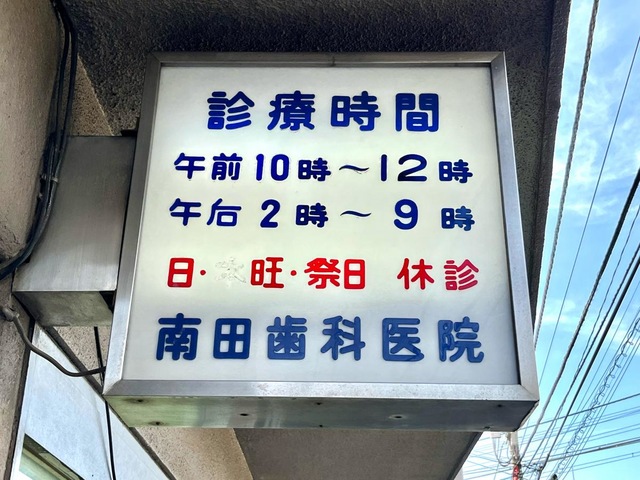 診療時間
午前10時～12時
午后2時～9時
日・旺・祭日 休診
南田歯科医院